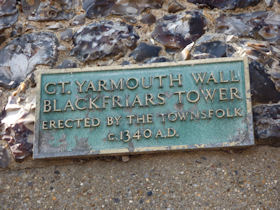 GT. YARMOUTH WALL
BLACKFRIARS TOWER
ERECTED BY THE TOWNSFOLK
C. 1340 A.D.